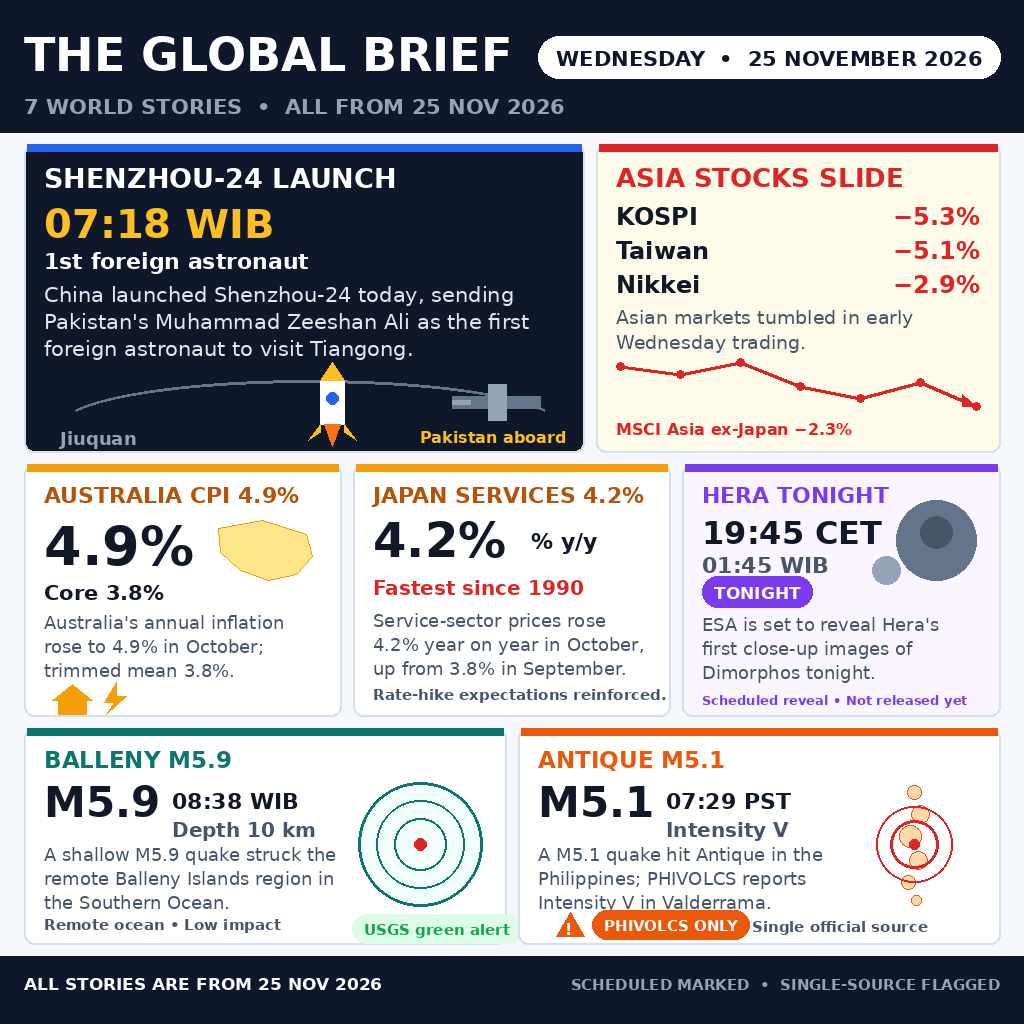 THE GLOBAL BRIEF
WEDNESDAY • 25 NOVEMBER 2026
7 WORLD STORIES • ALL FROM 25 NOV 2026
SHENZHOU-24 LAUNCH
07:18 WIB
1st foreign astronaut
China launched Shenzhou-24 today, sending
Pakistan's Muhammad Zeeshan Ali as the first
foreign astronaut to visit Tiangong.
Jiuquan
Pakistan aboard
ASIA STOCKS SLIDE
KOSPI −5.3%
Taiwan −5.1%
Nikkei −2.9%
Asian markets tumbled in early
Wednesday trading.
MSCI Asia ex-Japan −2.3%
AUSTRALIA CPI 4.9%
4.9%
Core 3.8%
Australia's annual inflation
rose to 4.9% in October;
trimmed mean 3.8%.
JAPAN SERVICES 4.2%
4.2% % y/y
Fastest since 1990
Service-sector prices rose
4.2% year on year in October,
up from 3.8% in September.
Rate-hike expectations reinforced.
HERA TONIGHT
19:45 CET
01:45 WIB
TONIGHT
ESA is set to reveal Hera's
first close-up images of
Dimorphos tonight.
Scheduled reveal • Not released yet
BALLENY M5.9
M5.9 08:38 WIB
Depth 10 km
A shallow M5.9 quake struck the
remote Balleny Islands region in
the Southern Ocean.
Remote ocean • Low impact
USGS green alert
ANTIQUE M5.1
M5.1 07:29 PST
Intensity V
A M5.1 quake hit Antique in the
Philippines; PHIVOLCS reports
Intensity V in Valderrama.
! PHIVOLCS ONLY Single official source
ALL STORIES ARE FROM 25 NOV 2026
SCHEDULED MARKED • SINGLE-SOURCE FLAGGED